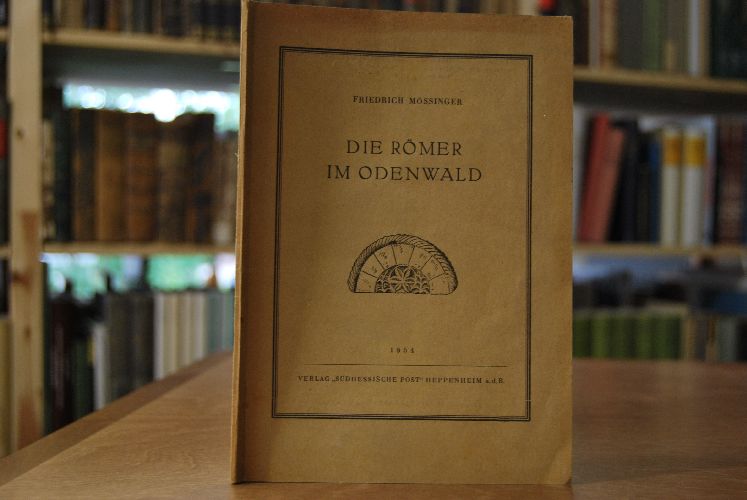 FRIEDRICH MÖSSINGER
DIE RÖMER
IM ODENWALD
1954
VERLAG „SÜDHESSISCHE POST" HEPPENHEIM a.d.B.